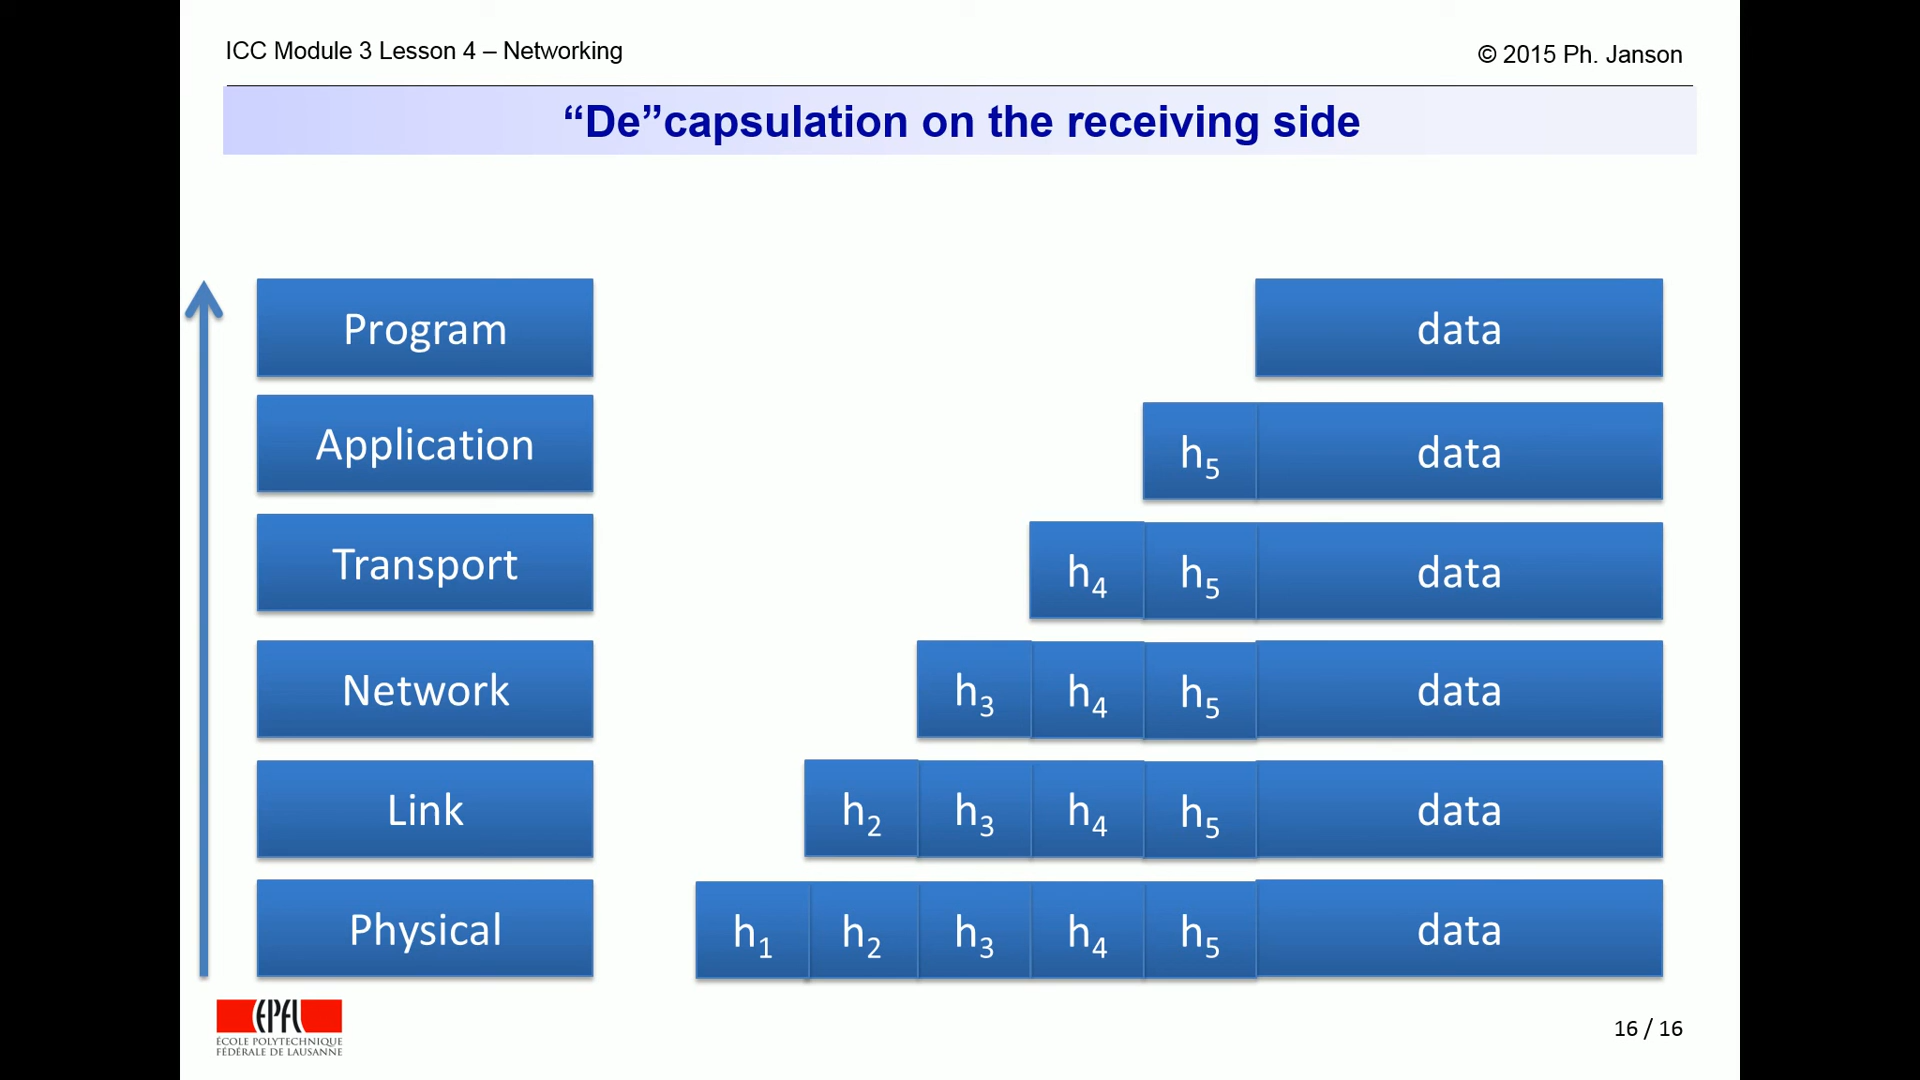 ICC Module 3 Lesson 4 – Networking
© 2015 Ph. Janson
“De”capsulation on the receiving side
Program data
Application h5 data
Transport h4 h5 data
Network h3 h4 h5 data
Link h2 h3 h4 h5 data
Physical h1 h2 h3 h4 h5 data
EPFL
ÉCOLE POLYTECHNIQUE
FÉDÉRALE DE LAUSANNE
16 / 16